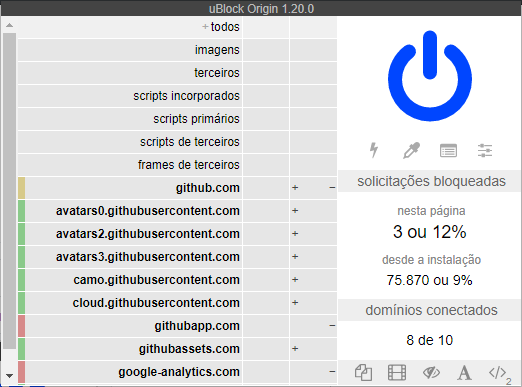 uBlock Origin 1.20.0
+ todos
imagens
terceiros
scripts incorporados
scripts primários
scripts de terceiros
frames de terceiros
github.com + −
avatars0.githubusercontent.com +
avatars2.githubusercontent.com +
avatars3.githubusercontent.com +
camo.githubusercontent.com +
cloud.githubusercontent.com +
githubapp.com −
githubassets.com +
google-analytics.com −
solicitações bloqueadas
nesta página
3 ou 12%
desde a instalação
75.870 ou 9%
domínios conectados
8 de 10
A </> 2